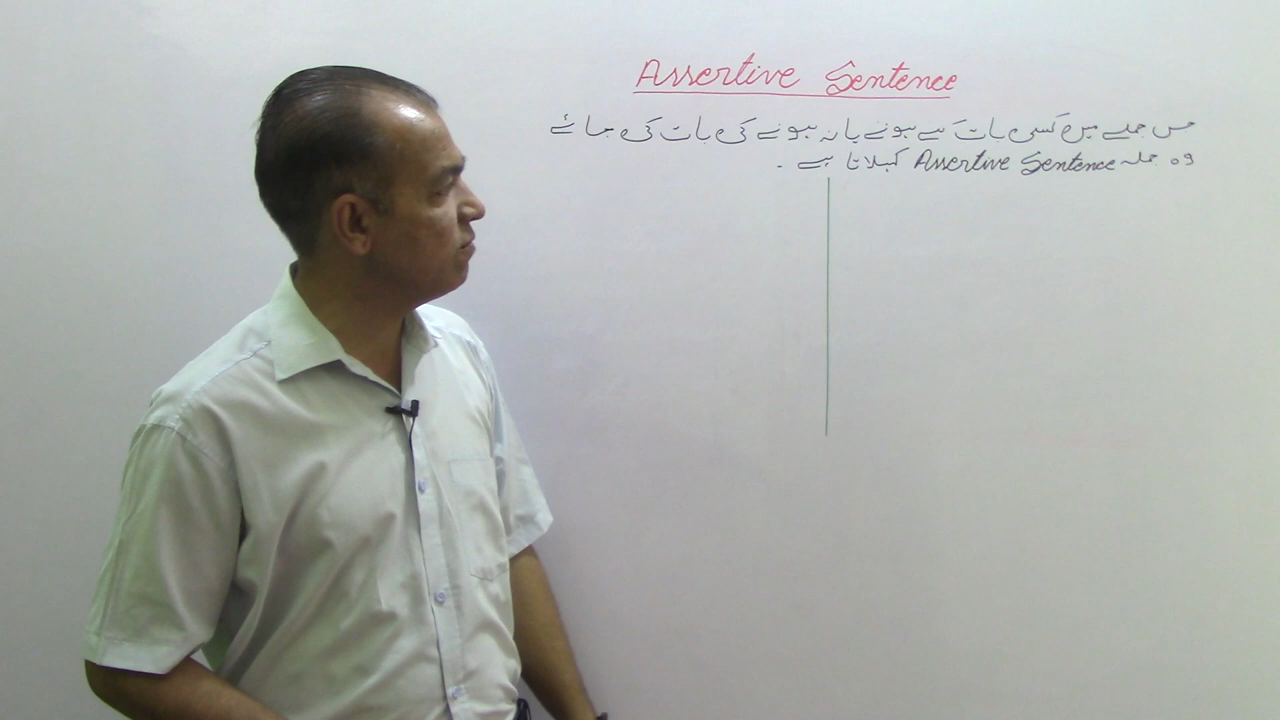 Assertive Sentence
جس جملے میں کسی بات کے ہونے یا نہ ہونے کی بات کی جائے
وہ جملہ Assertive Sentence کہلاتا ہے ۔